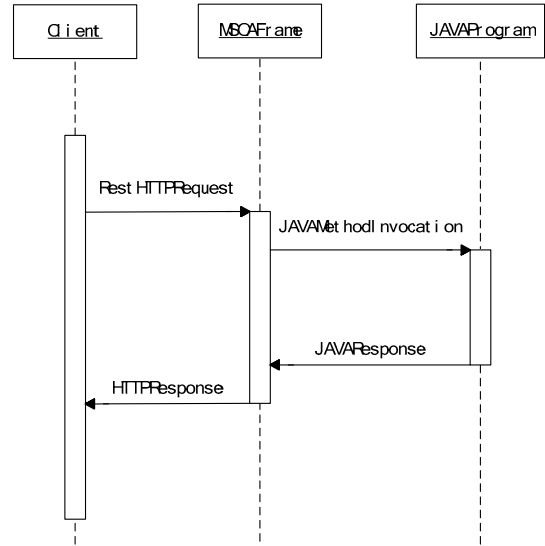 Client
MSOAFrame
JAVAProgram
Rest HTTPRequest
JAVAMethodInvocation
JAVAResponse
HTTPResponse